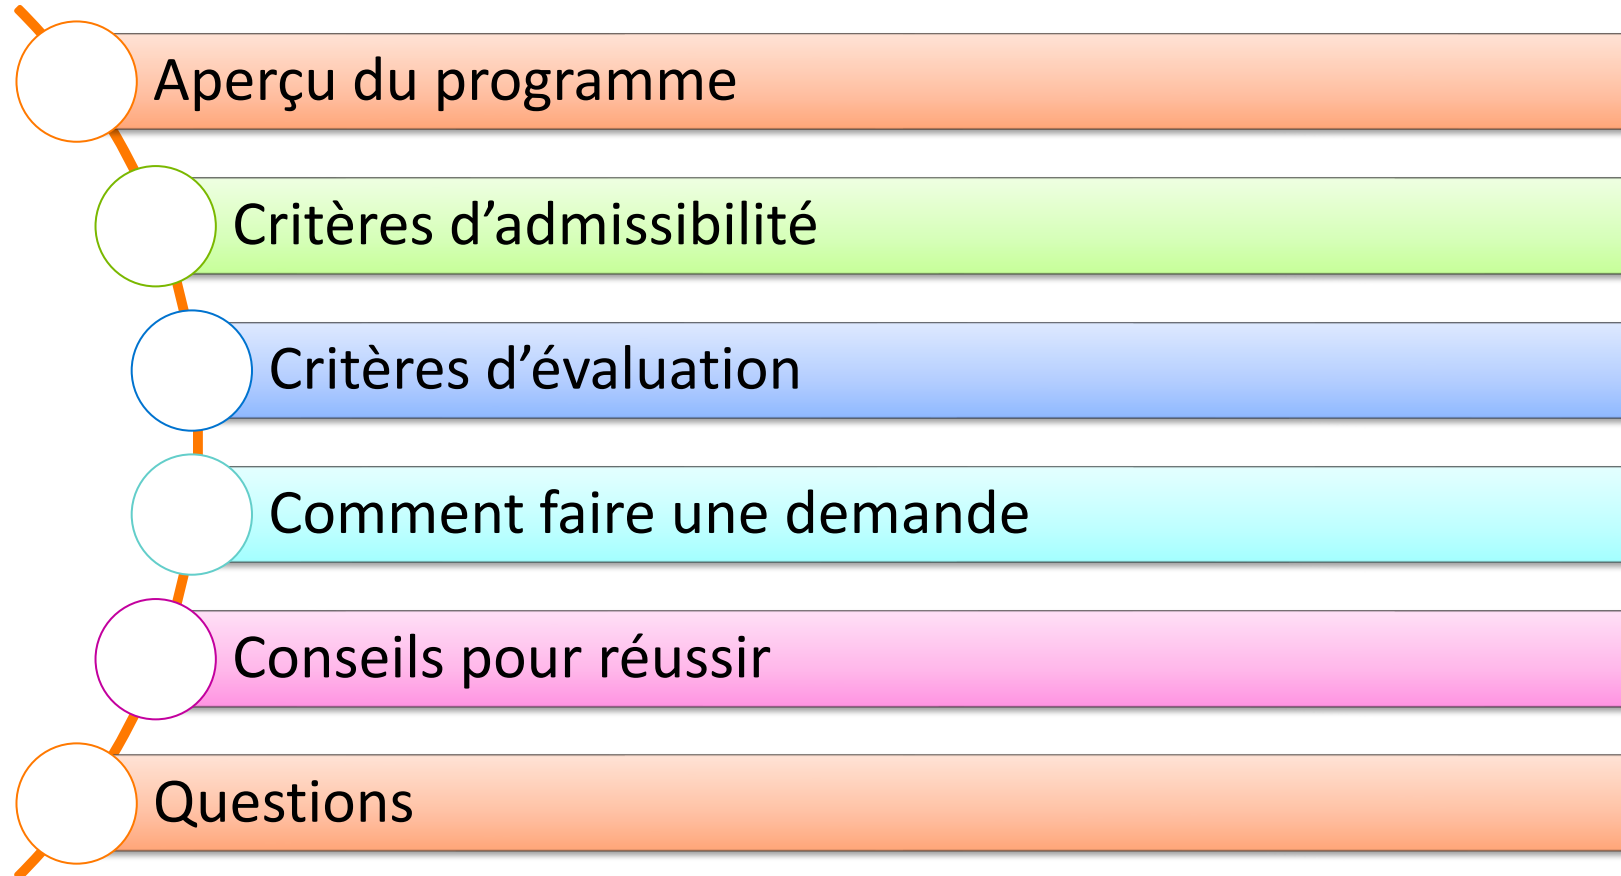 Aperçu du programme
Critères d’admissibilité
Critères d’évaluation
Comment faire une demande
Conseils pour réussir
Questions